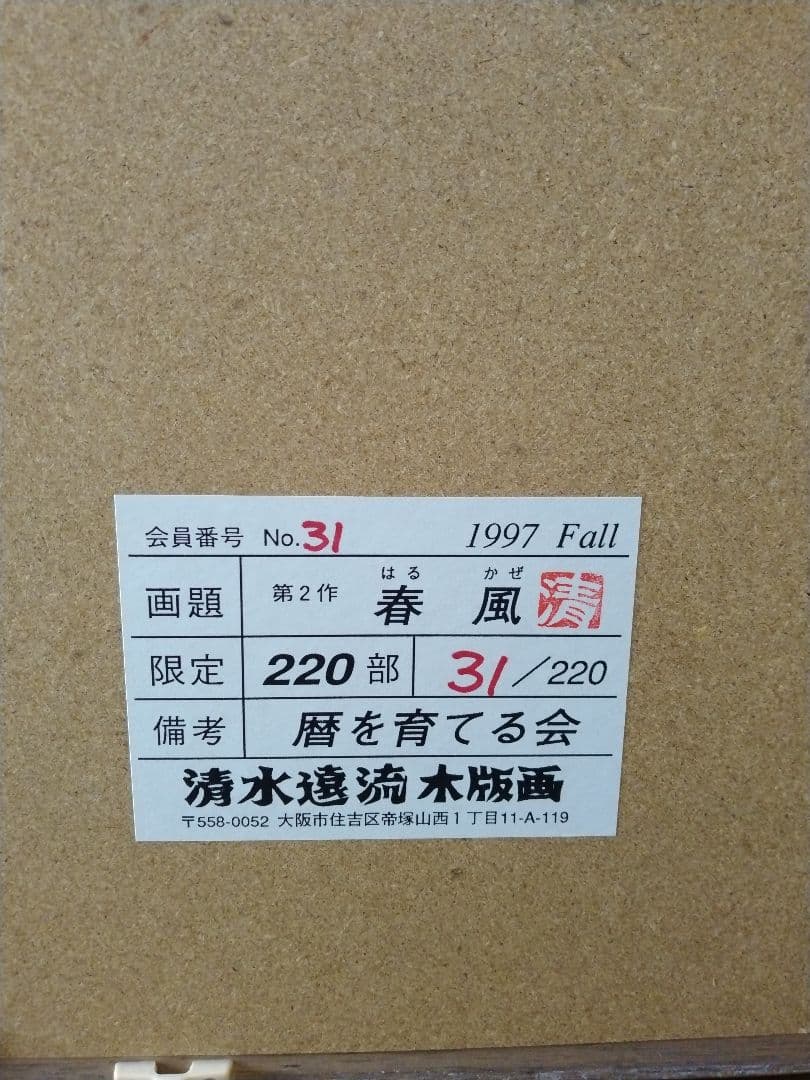 会員番号 No.31 1997 Fall
はる かぜ
画題 第2作 春風 清
限定 220部 31/220
備考 暦を育てる会
清水遠流木版画
〒558-0052 大阪市住吉区帝塚山西1丁目11-A-119